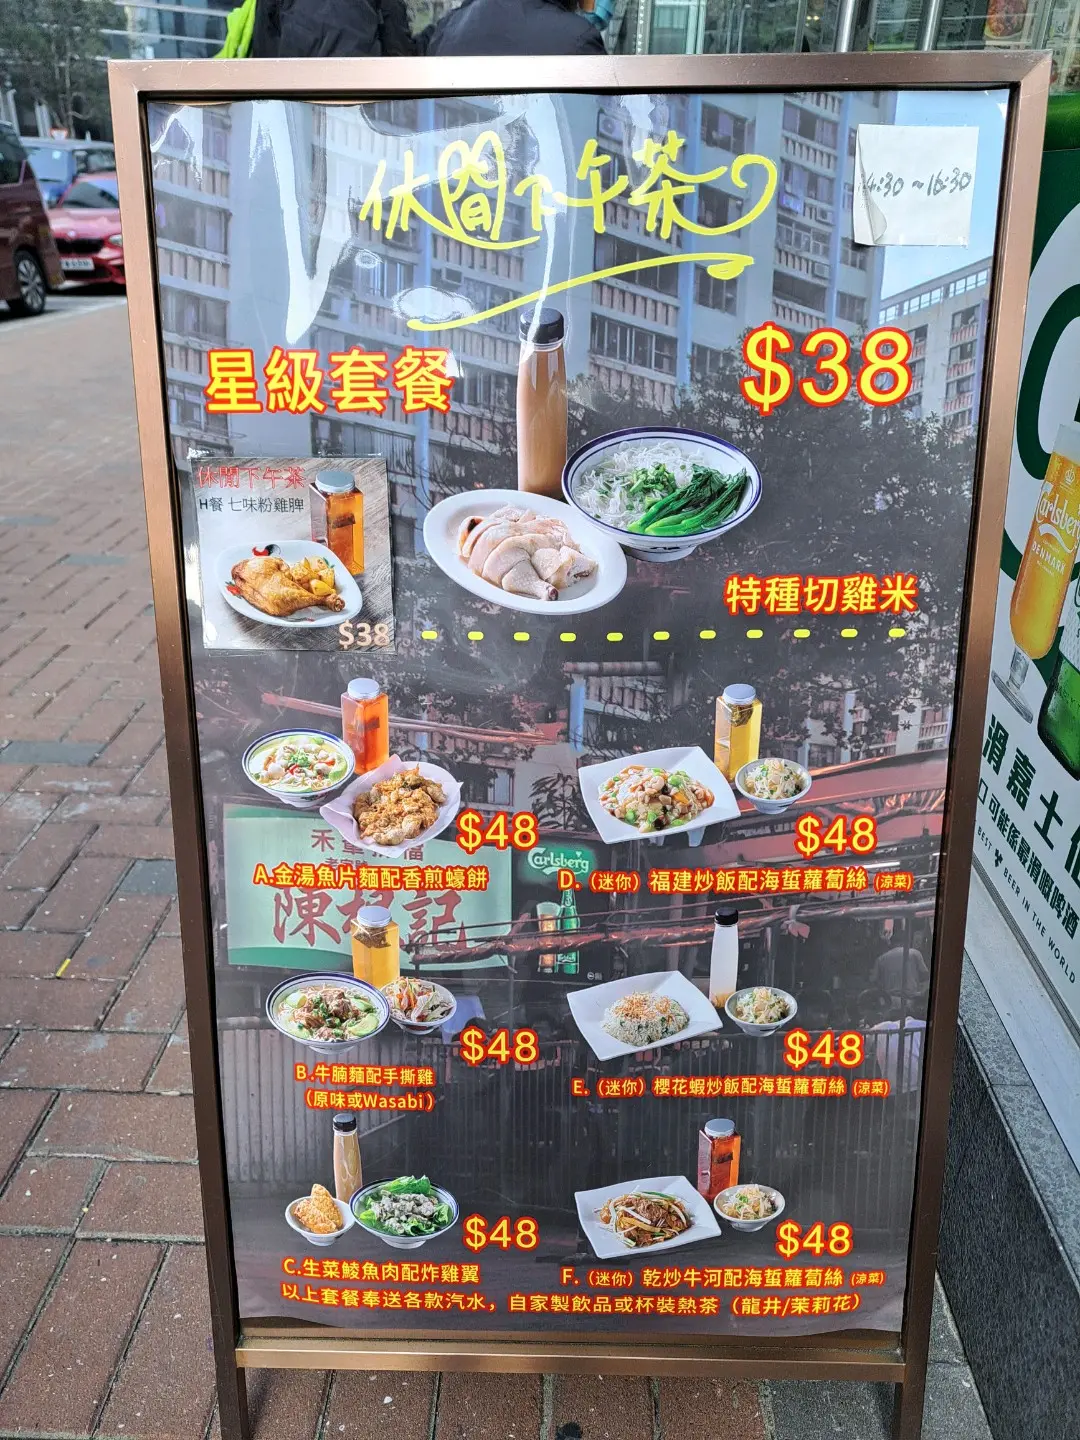 休閒下午茶
14:30 ~ 16:30
星級套餐
$38
休閒下午茶
H餐 七味粉雞脾
$38
特種切雞米
$48
A.金湯魚片麵配香煎蠔餅
$48
D.（迷你）福建炒飯配海蜇蘿蔔絲 (涼菜)
Carlsberg
陳根記
$48
B.牛腩麵配手撕雞
（原味或Wasabi）
$48
E.（迷你）櫻花蝦炒飯配海蜇蘿蔔絲 (涼菜)
$48
C.生菜鯪魚肉配炸雞翼
$48
F.（迷你）乾炒牛河配海蜇蘿蔔絲 (涼菜)
以上套餐奉送各款汽水，自家製飲品或杯裝熱茶（龍井/茉莉花）
Carlsberg
DENMARK
滑嘉士伯
可能係最滑嘅啤酒
BEST BEER IN THE WORLD